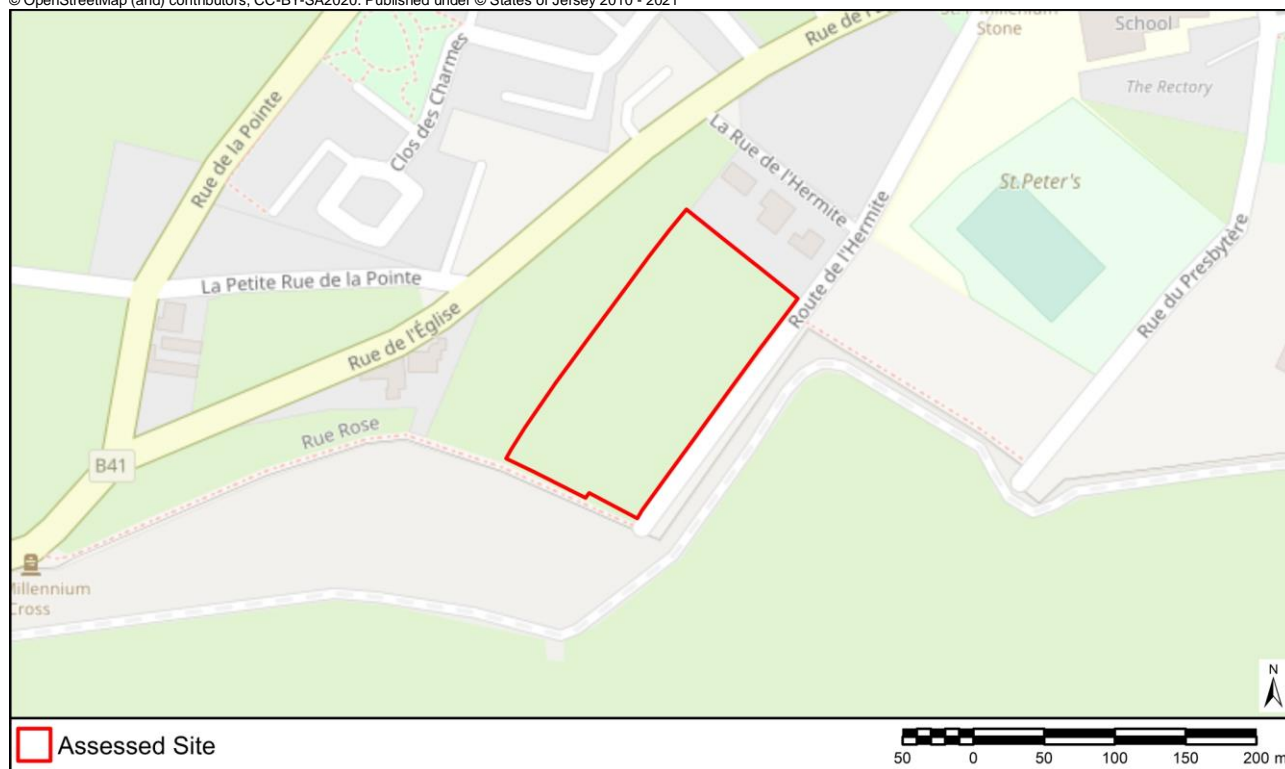 © OpenStreetMap (and) contributors, CC-BY-SA2020. Published under © States of Jersey 2010 - 2021
Rue de la Pointe
Clos des Charmes
Rue de
Stone
School
The Rectory
La Rue de l'Hermite
St.Peter's
La Petite Rue de la Pointe
Route de l'Hermite
Rue du Presbytère
Rue de l'Église
Rue Rose
B41
Millennium
Cross
N
Assessed Site
50 0 50 100 150 200 m